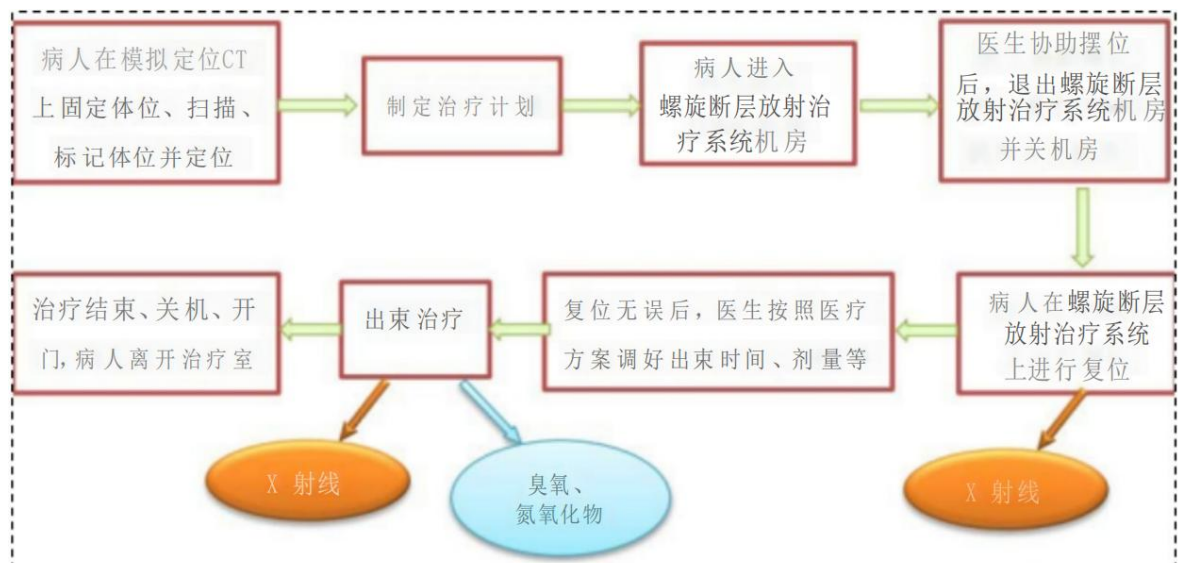 病人在模拟定位CT
上固定体位、扫描、
标记体位并定位
制定治疗计划
病人进入
螺旋断层放射治
疗系统机房
医生协助摆位
后，退出螺旋断层
放射治疗系统机房
并关机房
病人在螺旋断层
放射治疗系统
上进行复位
复位无误后，医生按照医疗
方案调好出束时间、剂量等
出束治疗
治疗结束、关机、开
门，病人离开治疗室
X 射线
臭氧、
氮氧化物
X 射线